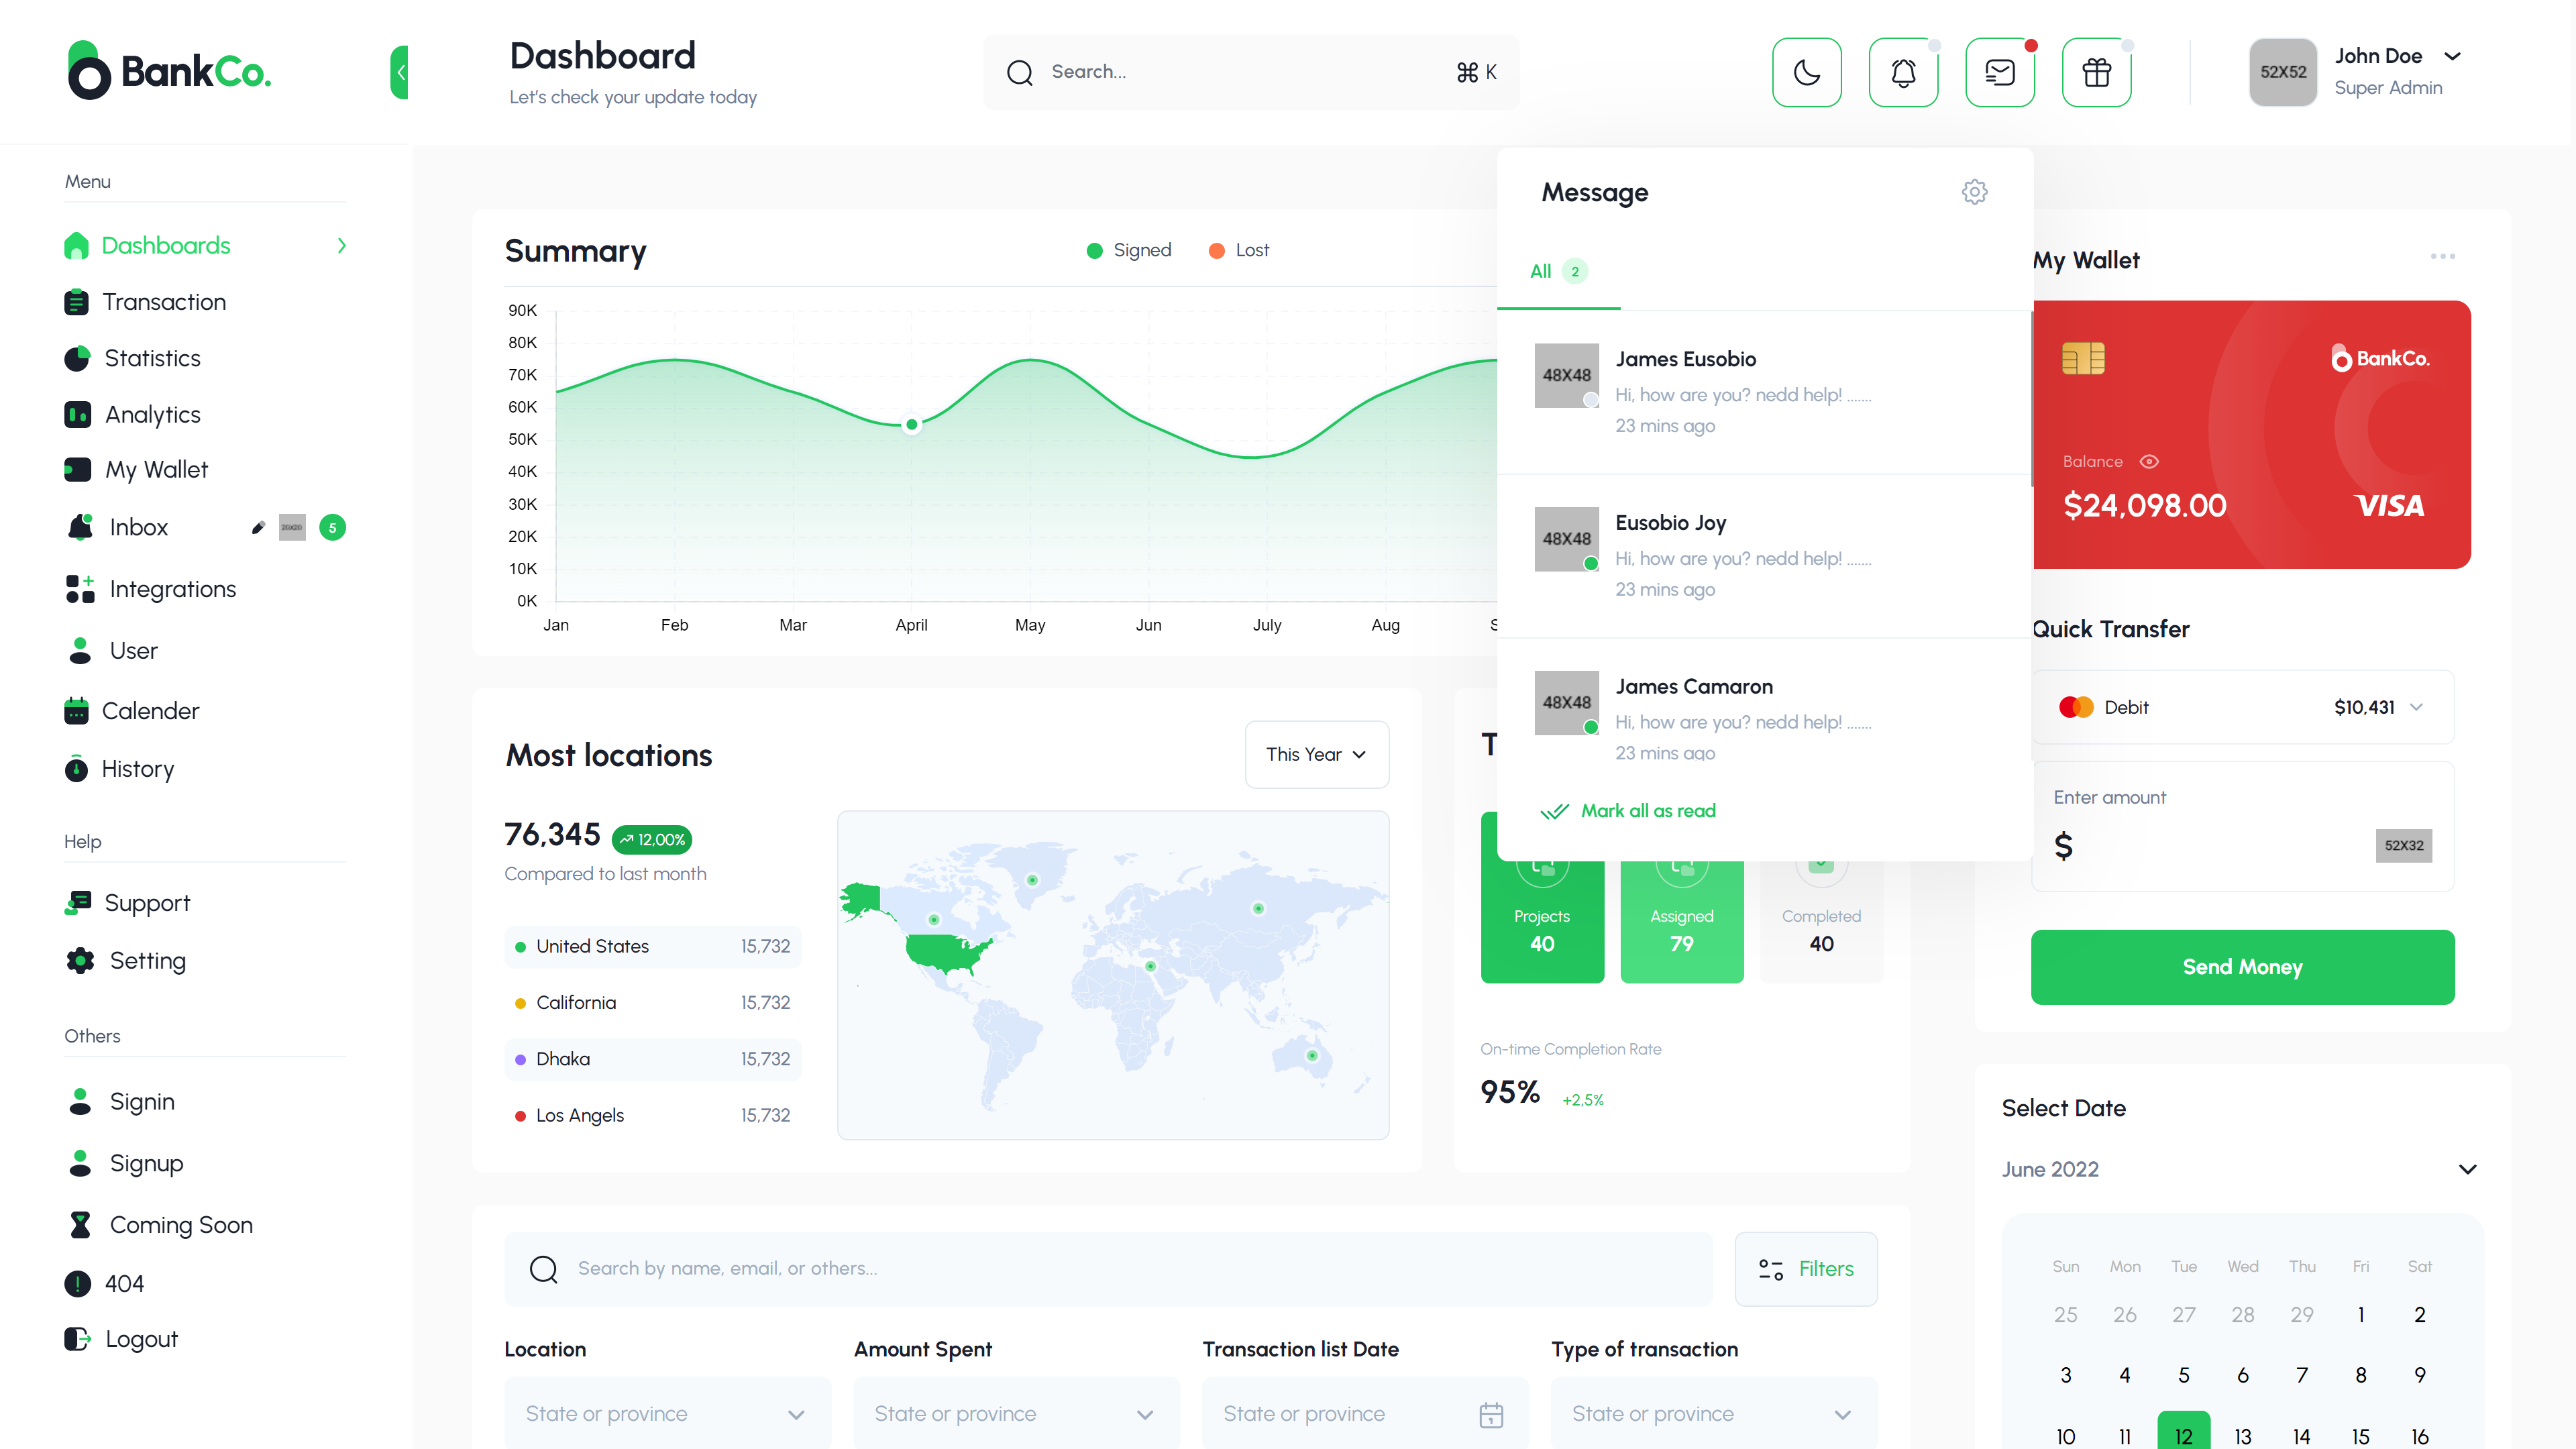 BankCo.
Dashboard
Let's check your update today
Search...
⌘ K
52X52
John Doe
Super Admin
Menu
Dashboards
Transaction
Statistics
Analytics
My Wallet
Inbox
20X20
5
Integrations
User
Calender
History
Help
Support
Setting
Others
Signin
Signup
Coming Soon
404
Logout
Summary
Signed
Lost
90K
80K
70K
60K
50K
40K
30K
20K
10K
0K
Jan
Feb
Mar
April
May
Jun
July
Aug
S
Message
All
2
48X48
James Eusobio
Hi, how are you? nedd help! .......
23 mins ago
48X48
Eusobio Joy
Hi, how are you? nedd help! .......
23 mins ago
48X48
James Camaron
Hi, how are you? nedd help! .......
23 mins ago
Mark all as read
My Wallet
BankCo.
Balance
$24,098.00
VISA
Quick Transfer
Debit
$10,431
Enter amount
$
52X32
Send Money
Most locations
This Year
76,345
12,00%
Compared to last month
United States
15,732
California
15,732
Dhaka
15,732
Los Angels
15,732
T
Projects
40
Assigned
79
Completed
40
On-time Completion Rate
95%
+2,5%
Search by name, email, or others...
Filters
Location
State or province
Amount Spent
State or province
Transaction list Date
State or province
Type of transaction
State or province
Select Date
June 2022
Sun Mon Tue Wed Thu Fri Sat
25 26 27 28 29 1 2
3 4 5 6 7 8 9
10 11 12 13 14 15 16